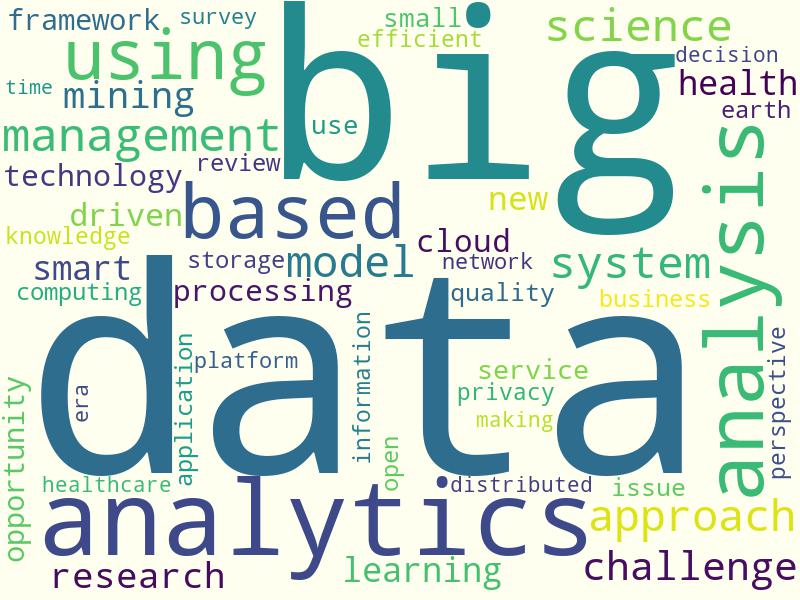 framework
survey
small
efficient
science
using
big
decision
time
mining
health
earth
management
use
technology
review
driven
based
new
analysis
knowledge
cloud
smart
storage
model
network
system
computing
processing
quality
business
data
information
perspective
application
platform
service
privacy
era
making
opportunity
open
healthcare
distributed
issue
analytics
approach
research
learning
challenge